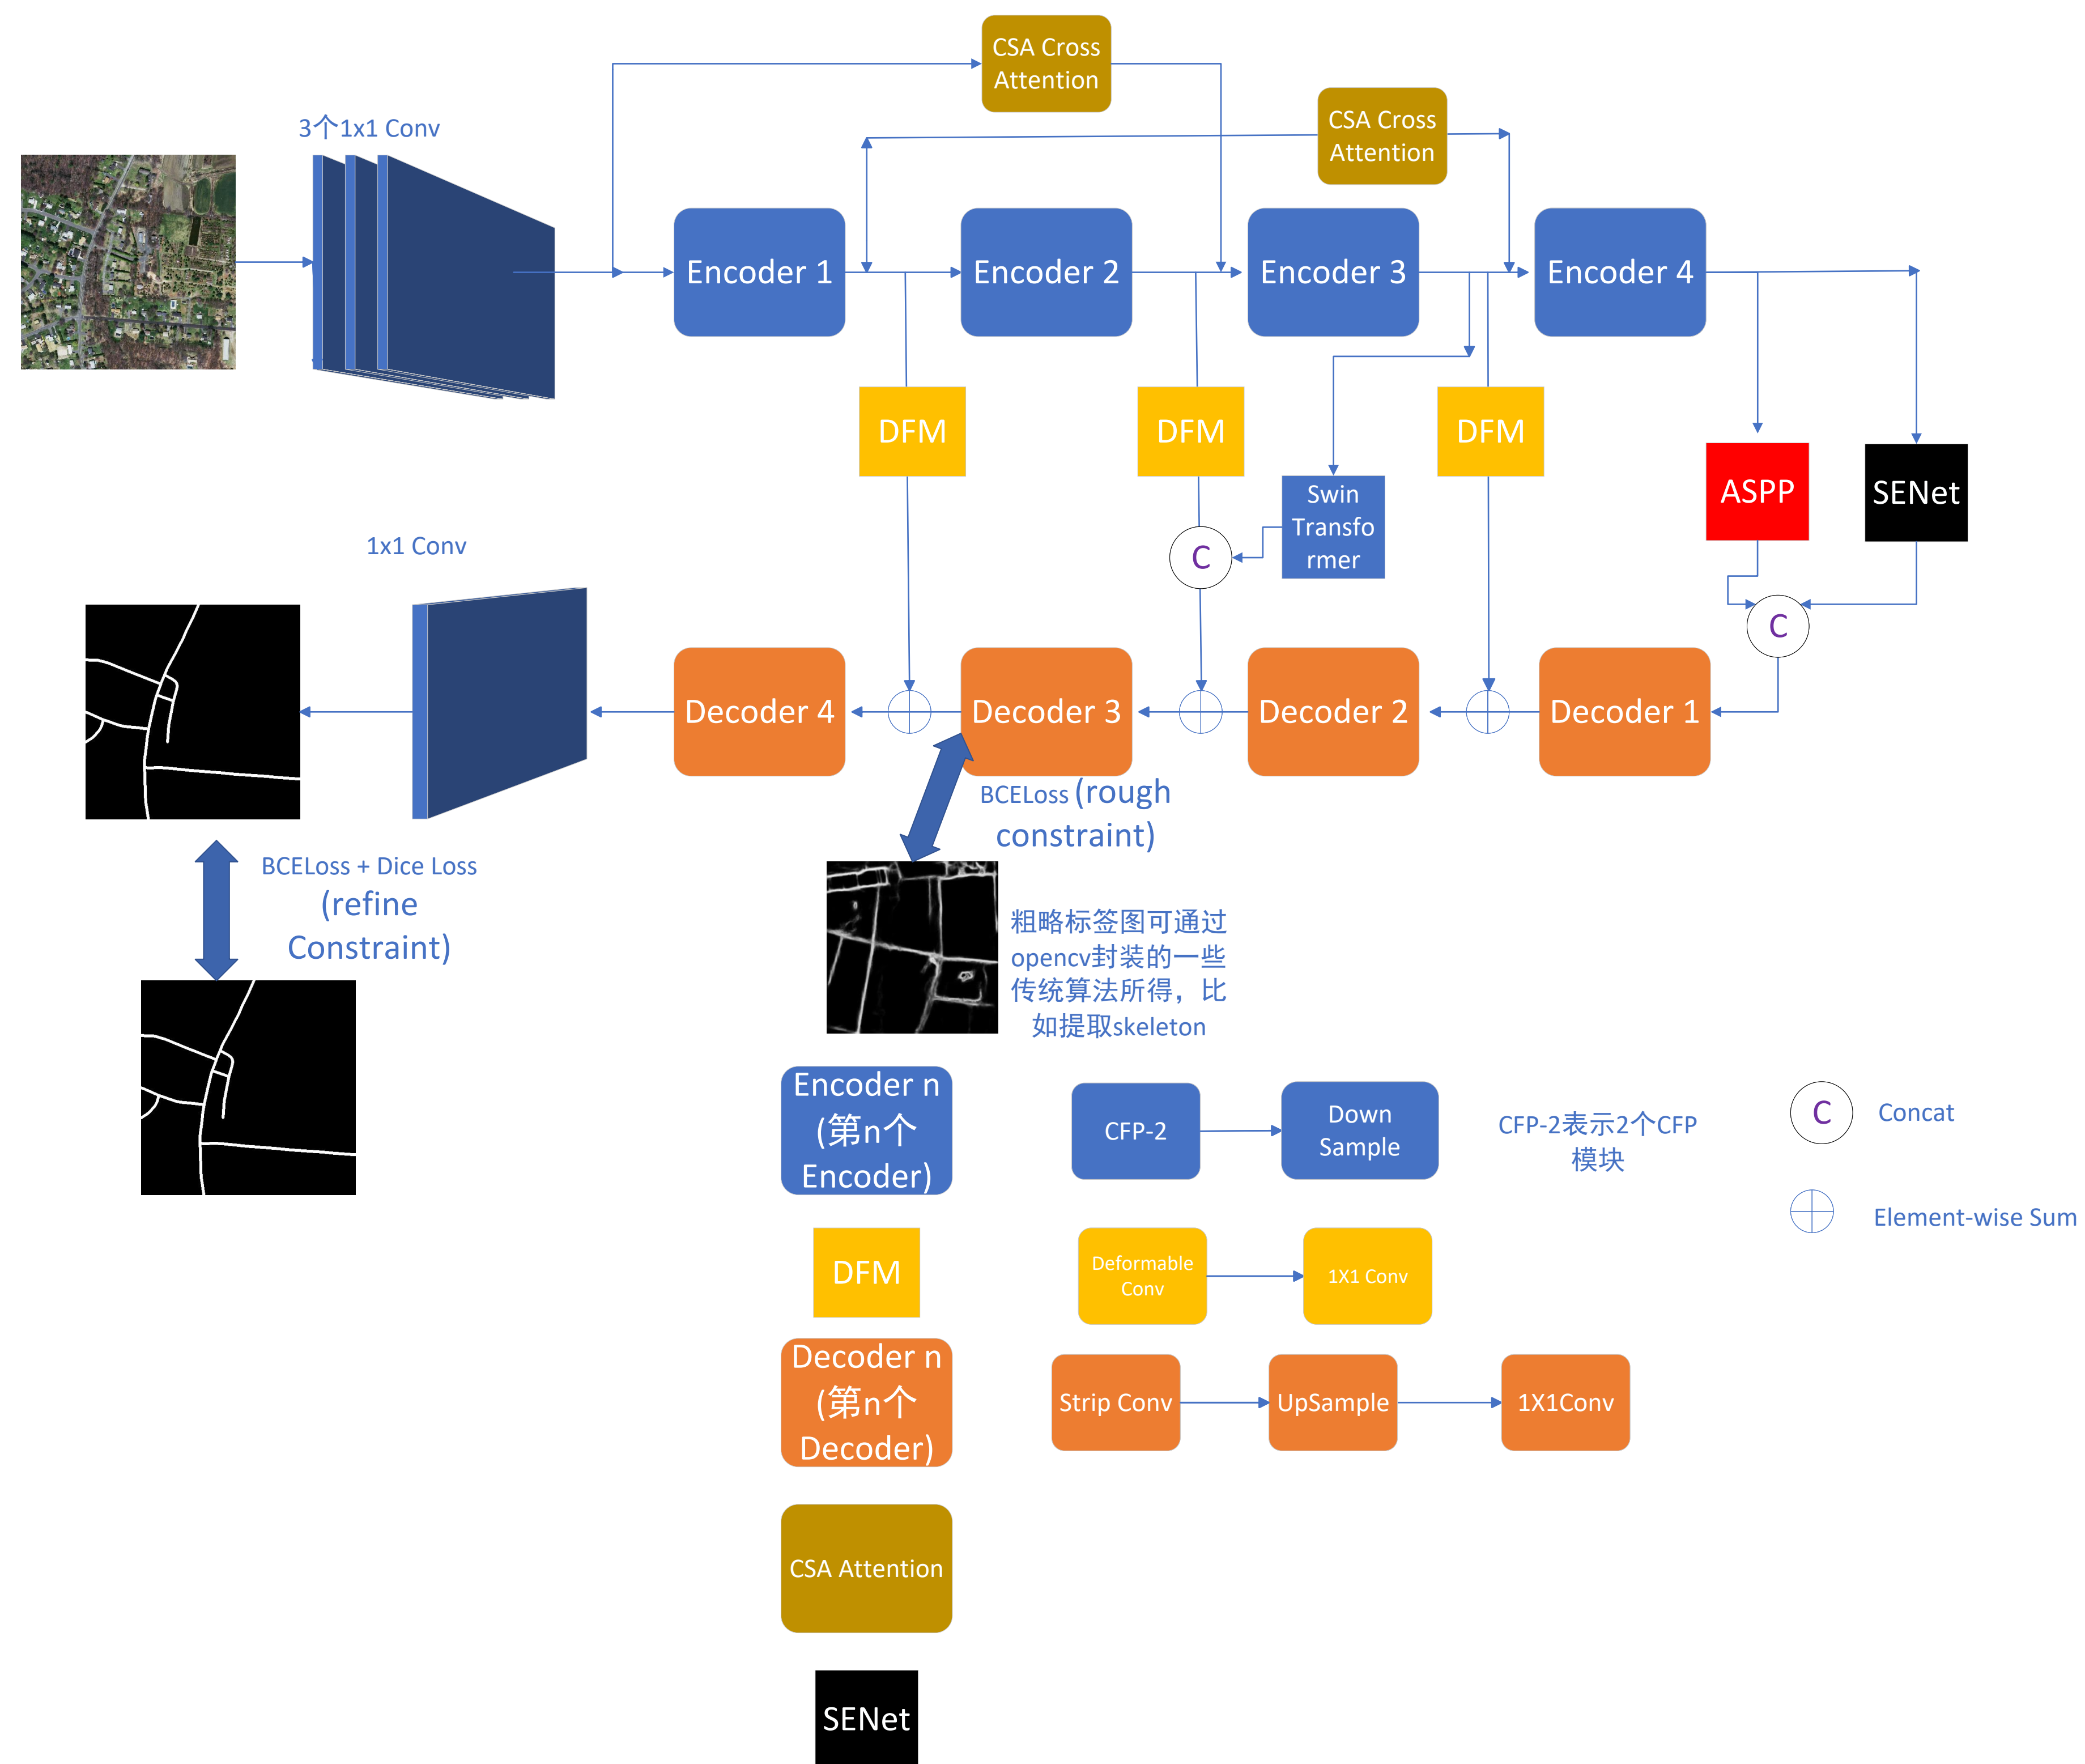 CSA Cross
Attention
CSA Cross
Attention
3个1x1 Conv
Encoder 1
Encoder 2
Encoder 3
Encoder 4
DFM
DFM
DFM
ASPP
SENet
Swin
Transfo
rmer
C
C
1x1 Conv
Decoder 4
Decoder 3
Decoder 2
Decoder 1
BCELoss (rough
constraint)
BCELoss + Dice Loss
(refine
Constraint)
粗略标签图可通过
opencv封装的一些
传统算法所得，比
如提取skeleton
Encoder n
(第n个
Encoder)
CFP-2
Down
Sample
CFP-2表示2个CFP
模块
C
Concat
Element-wise Sum
DFM
Deformable
Conv
1X1 Conv
Decoder n
(第n个
Decoder)
Strip Conv
UpSample
1X1Conv
CSA Attention
SENet